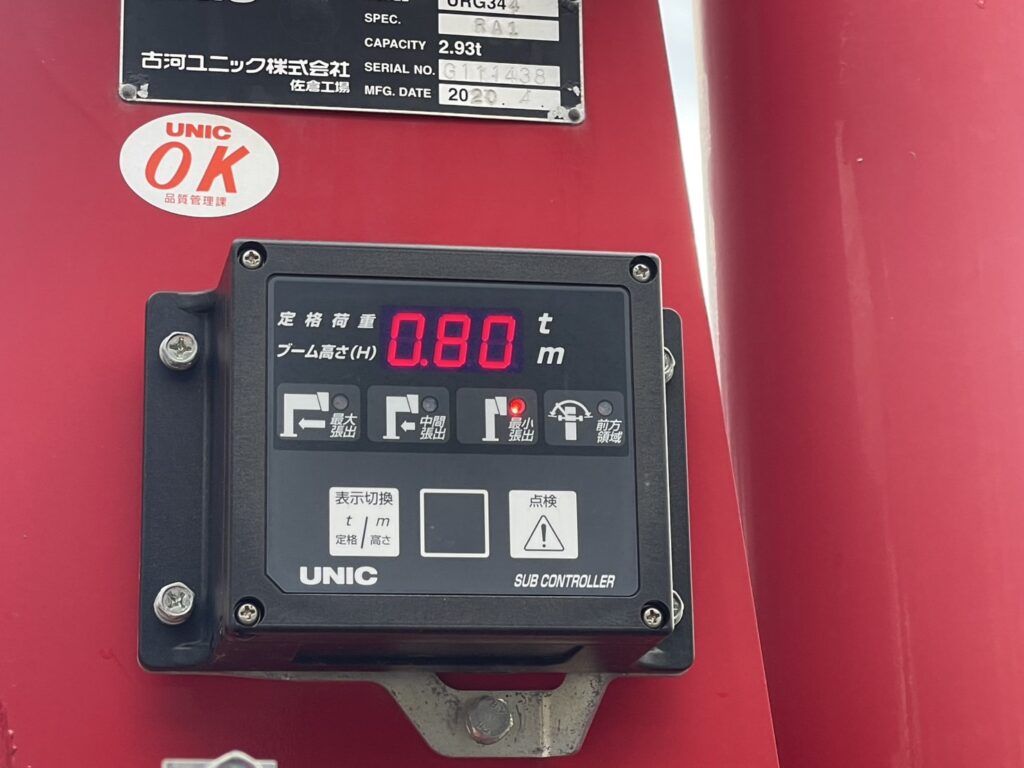 URG344
SPEC. RA1
CAPACITY 2.93t
古河ユニック株式会社 SERIAL NO. G111438
佐倉工場 MFG. DATE 2020. 4.
UNIC
OK
品質管理課
定格荷重 0.80 t
ブーム高さ(H) m
最大張出 中間張出 最小張出 前方領域
表示切換 点検
t / m
定格 高さ
UNIC SUB CONTROLLER